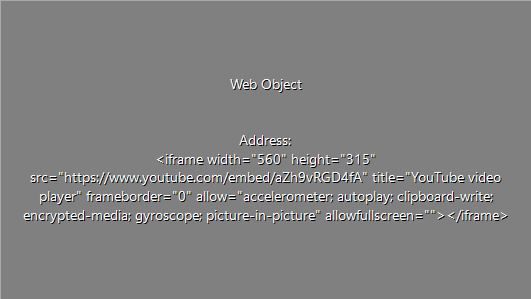 Web Object
Address:
<iframe width="560" height="315"
src="https://www.youtube.com/embed/aZh9vRGD4fA" title="YouTube video
player" frameborder="0" allow="accelerometer; autoplay; clipboard-write;
encrypted-media; gyroscope; picture-in-picture" allowfullscreen=""></iframe>